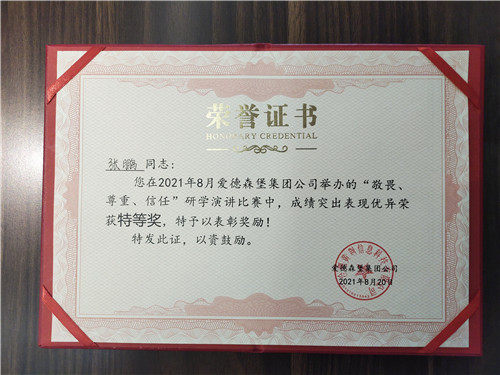 荣誉证书
HONORARY CREDENTIAL
张鹏 同志：
您在2021年8月爱德森堡集团公司举办的“敬畏、
尊重、信任”研学演讲比赛中，成绩突出表现优异荣
获特等奖，特予以表彰奖励！
特发此证，以资鼓励。
爱德森堡集团公司
2021年8月20日